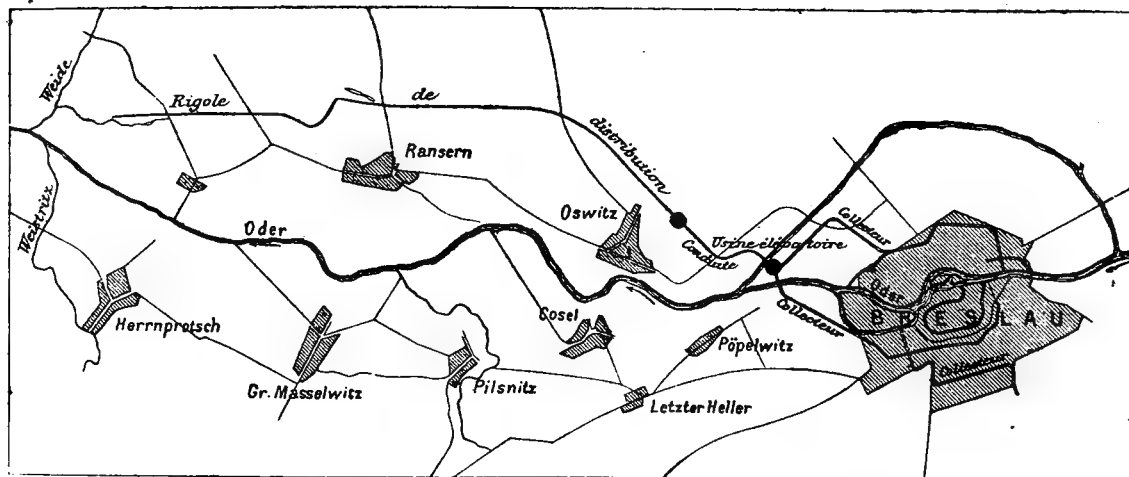 Weide
Rigole de distribution
Ransern
Weistritz
Oder
Oswitz
Conduite
Usine élévatoire
Collecteur
Herrnprotsch
Gr. Masselwitz
Pilsnitz
Cosel
Pöpelwitz
Letzter Heller
Collecteur
Oder
BRESLAU
Collecteur